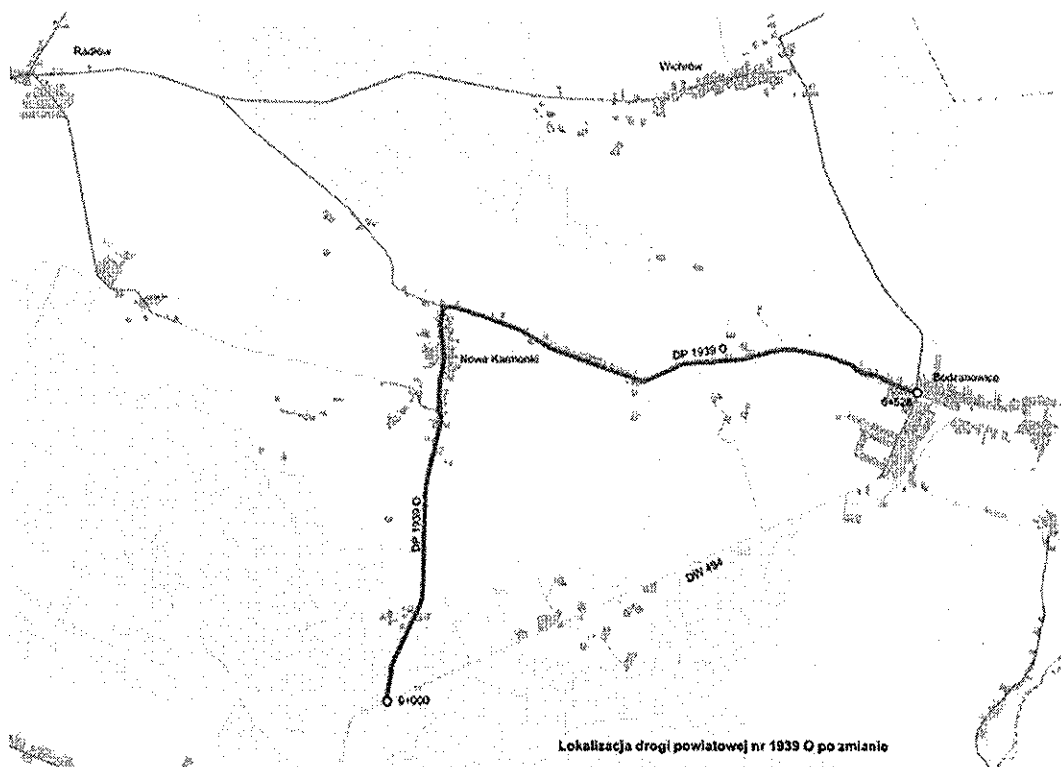 Radłów
Wichrów
Nowe Karmonki
DP 1939 O
Bodzanowice
DP 1939 O
DW 494
0+000
Lokalizacja drogi powiatowej nr 1939 O po zmianie